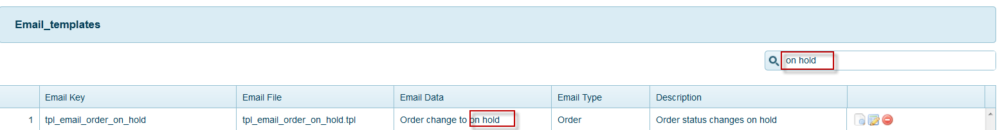 Email_templates
on hold
Email Key Email File Email Data Email Type Description
1 tpl_email_order_on_hold tpl_email_order_on_hold.tpl Order change to on hold Order Order status changes on hold